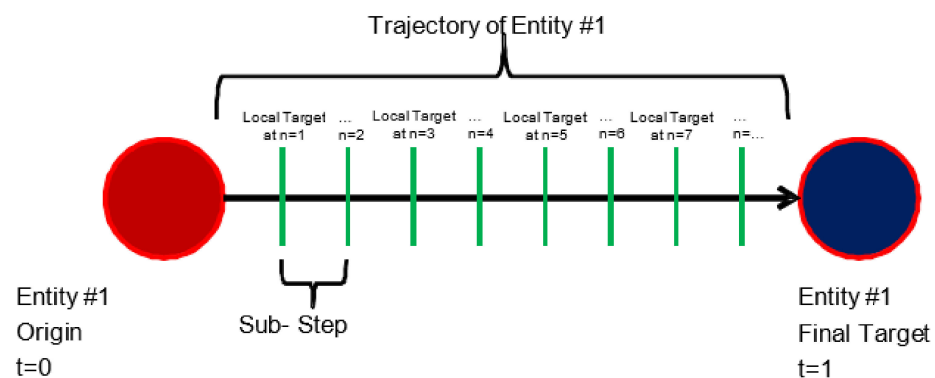 Trajectory of Entity #1
Local Target ... Local Target ... Local Target ... Local Target ...
at n=1 n=2 at n=3 n=4 at n=5 n=6 at n=7 n=...
Sub- Step
Entity #1
Origin
t=0
Entity #1
Final Target
t=1